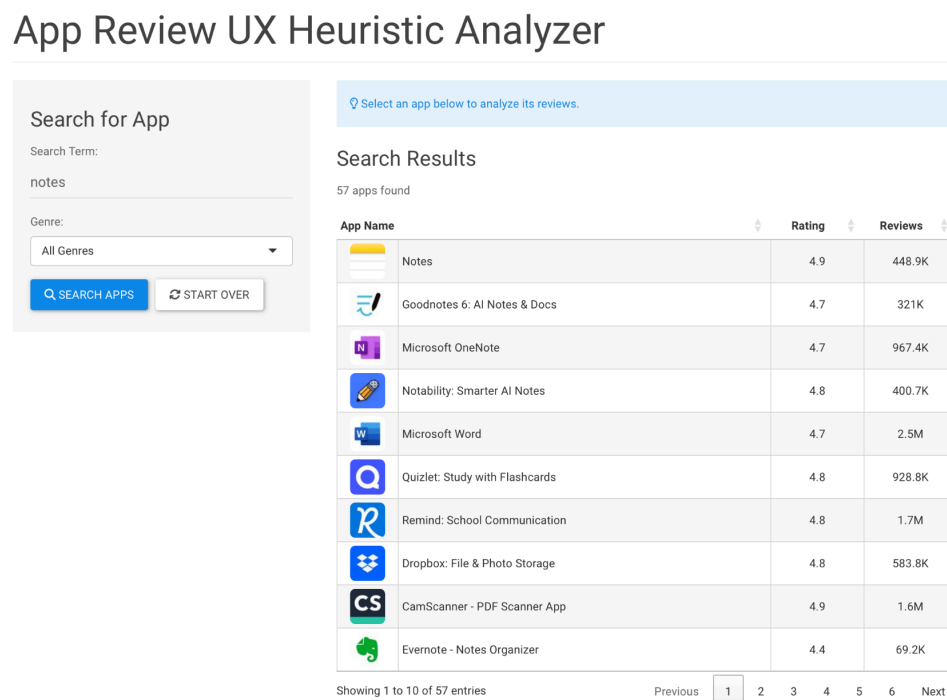 App Review UX Heuristic Analyzer
Search for App
Search Term:
notes
Genre:
All Genres
SEARCH APPS
START OVER
Select an app below to analyze its reviews.
Search Results
57 apps found
App Name Rating Reviews
Notes 4.9 448.9K
Goodnotes 6: AI Notes & Docs 4.7 321K
N Microsoft OneNote 4.7 967.4K
Notability: Smarter AI Notes 4.8 400.7K
W Microsoft Word 4.7 2.5M
Quizlet: Study with Flashcards 4.8 928.8K
R Remind: School Communication 4.8 1.7M
Dropbox: File & Photo Storage 4.8 583.8K
CS CamScanner - PDF Scanner App 4.9 1.6M
Evernote - Notes Organizer 4.4 69.2K
Showing 1 to 10 of 57 entries Previous 1 2 3 4 5 6 Next